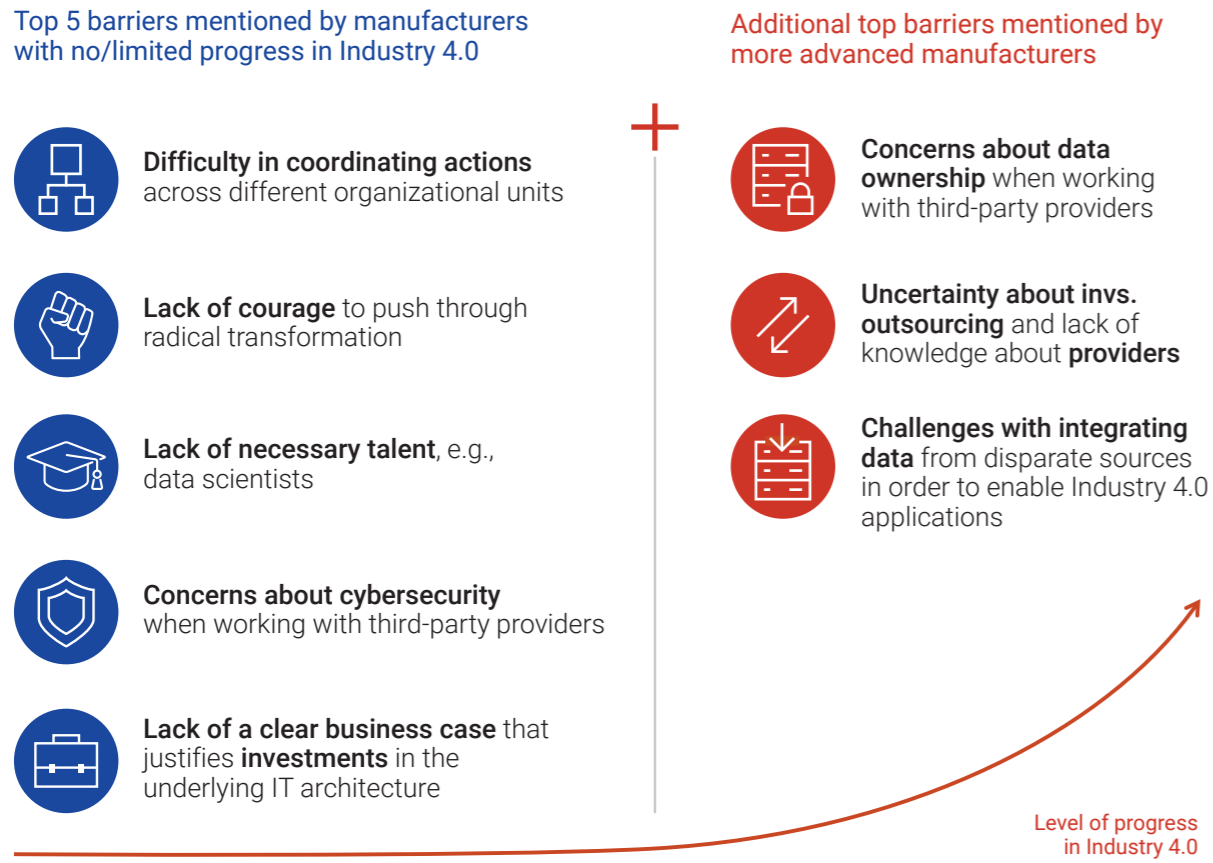 Top 5 barriers mentioned by manufacturers
with no/limited progress in Industry 4.0
Difficulty in coordinating actions
across different organizational units
Lack of courage to push through
radical transformation
Lack of necessary talent, e.g.,
data scientists
Concerns about cybersecurity
when working with third-party providers
Lack of a clear business case that
justifies investments in the
underlying IT architecture
Additional top barriers mentioned by
more advanced manufacturers
Concerns about data
ownership when working
with third-party providers
Uncertainty about invs.
outsourcing and lack of
knowledge about providers
Challenges with integrating
data from disparate sources
in order to enable Industry 4.0
applications
Level of progress
in Industry 4.0